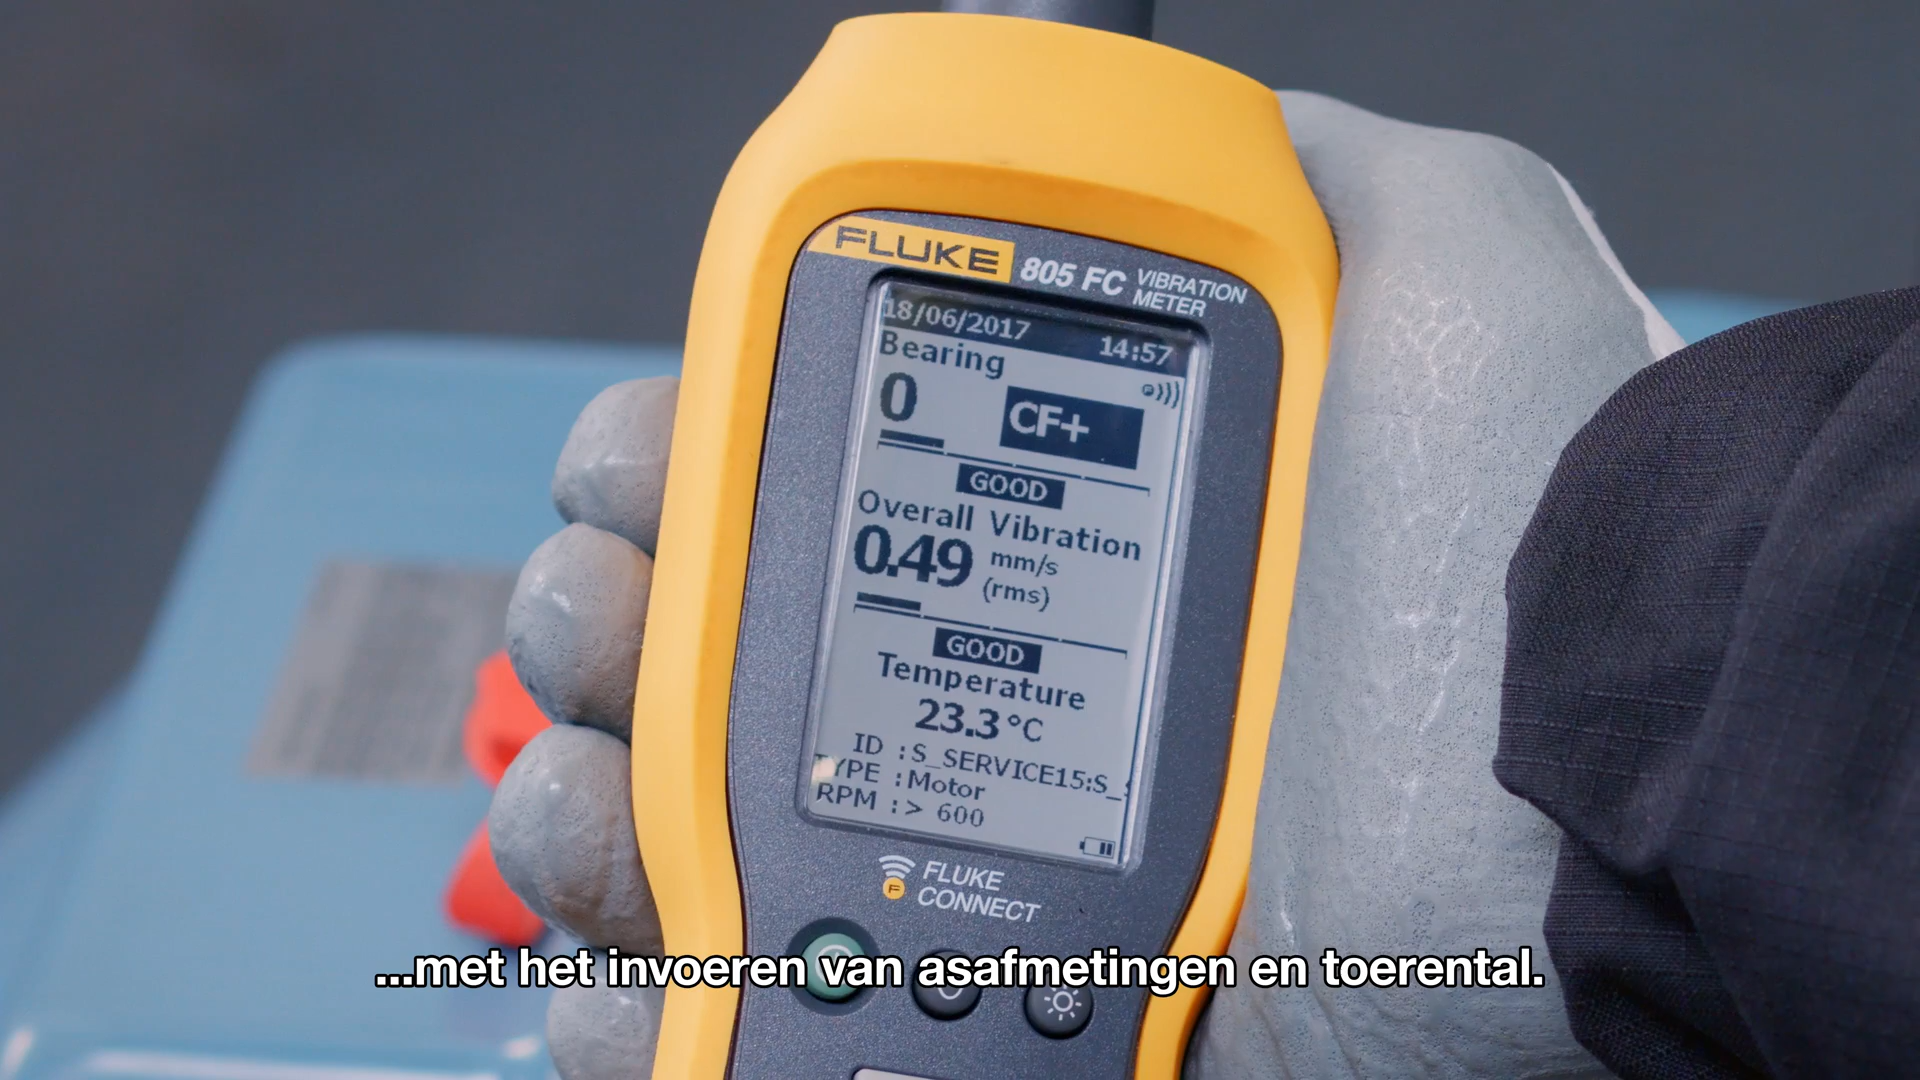 FLUKE 805 FC VIBRATION METER
18/06/2017 14:57
Bearing
0 CF+
GOOD
Overall Vibration
0.49 mm/s
(rms)
GOOD
Temperature
23.3 °C
ID :S_SERVICE15:S_
TYPE :Motor
RPM :> 600
FLUKE
CONNECT
...met het invoeren van asafmetingen en toerental.